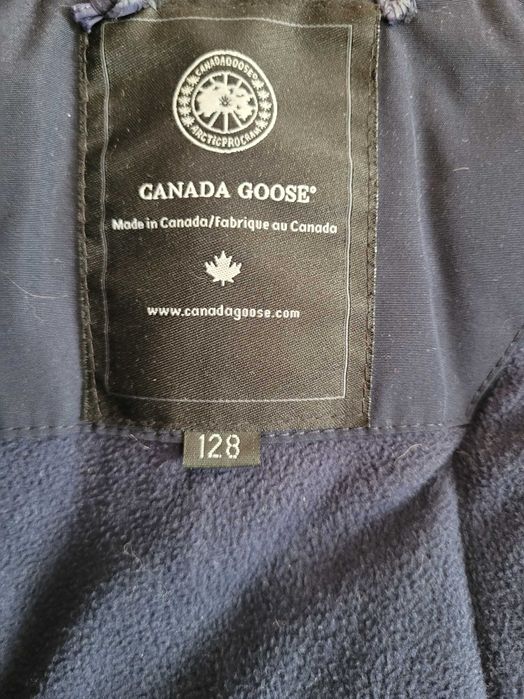 CANADA GOOSE®
ARCTIC PROGRAM
CANADA GOOSE®
Made in Canada/Fabrique au Canada
www.canadagoose.com
128